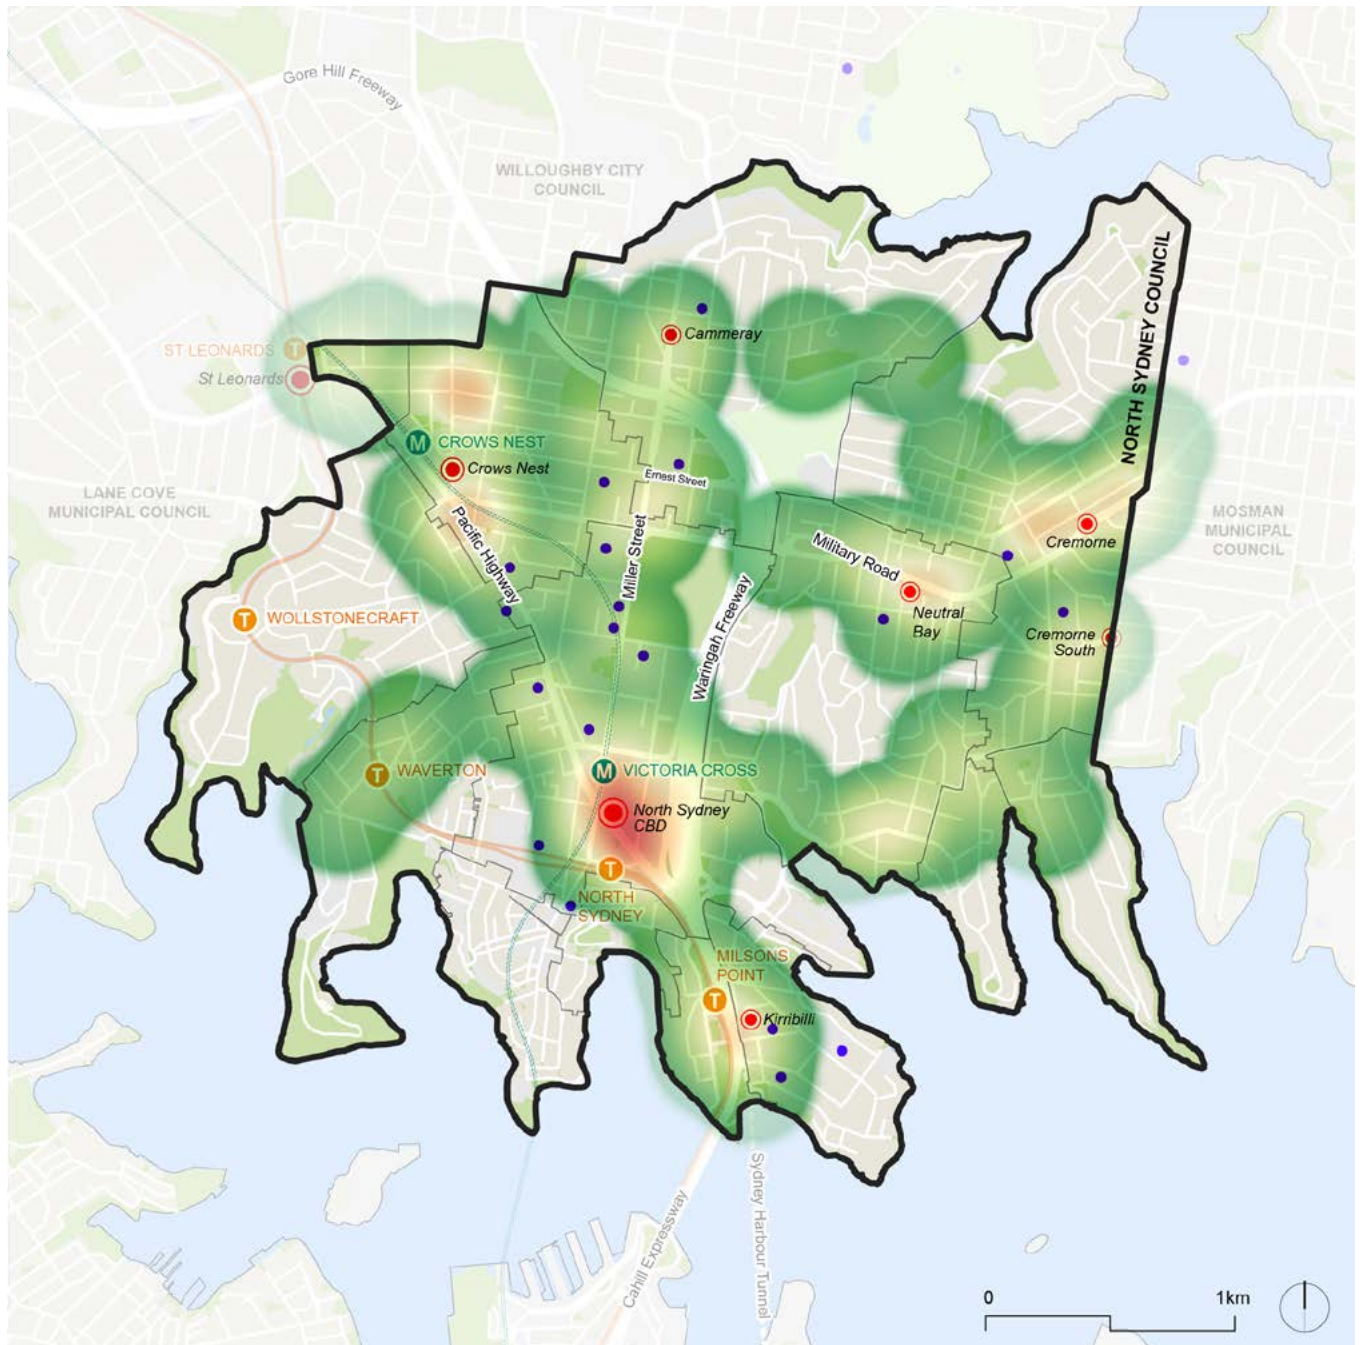 Gore Hill Freeway
WILLOUGHBY CITY
COUNCIL
NORTH SYDNEY COUNCIL
Cammeray
T
ST LEONARDS
St Leonards
M
CROWS NEST
Crows Nest
Ernest Street
LANE COVE
MUNICIPAL COUNCIL
MOSMAN
MUNICIPAL
COUNCIL
Cremorne
Pacific Highway
Miller Street
Military Road
Neutral
Bay
Cremorne
South
Warringah Freeway
T
WOLLSTONECRAFT
T
WAVERTON
M
VICTORIA CROSS
North Sydney
CBD
T
NORTH
SYDNEY
MILSONS
POINT
T
Kirribilli
Cahill Expressway
Sydney Harbour Tunnel
0
1km